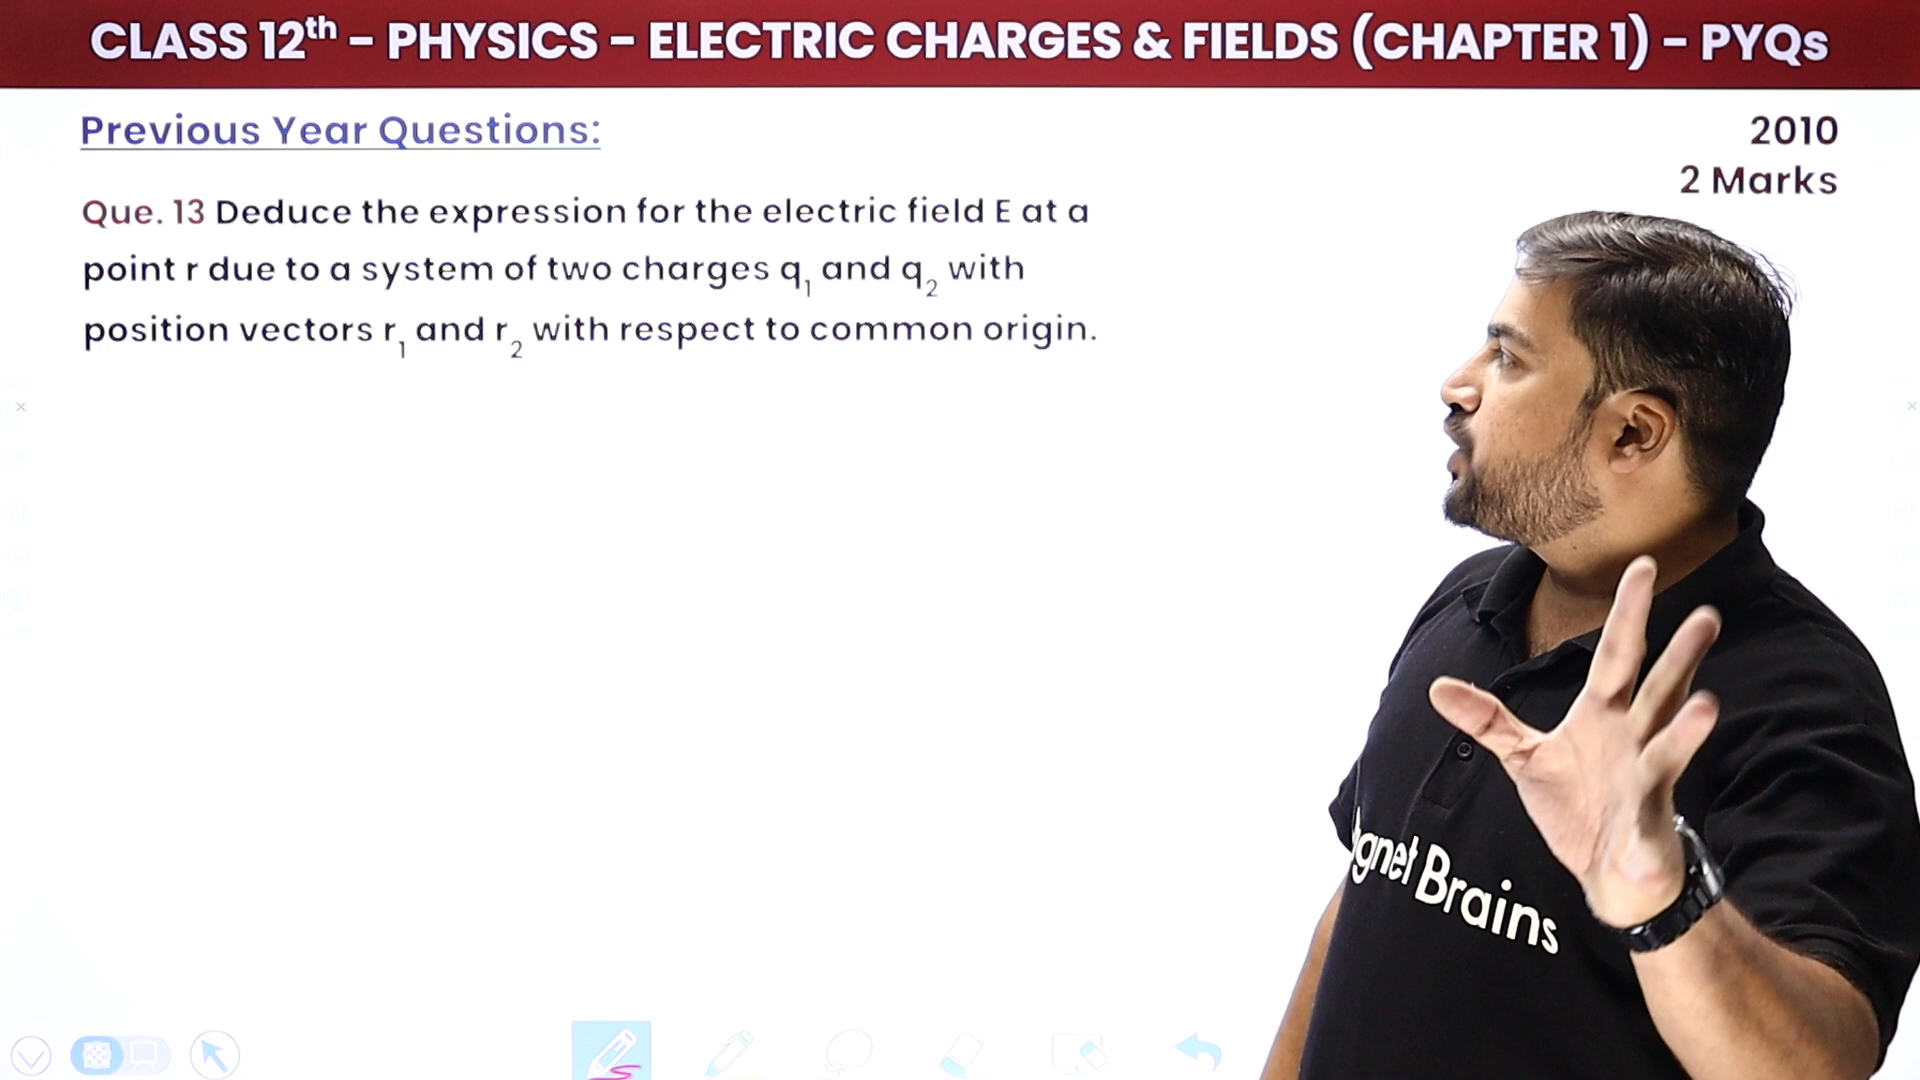 CLASS 12th – PHYSICS – ELECTRIC CHARGES & FIELDS (CHAPTER 1) – PYQs
Previous Year Questions:
2010
2 Marks
Que. 13 Deduce the expression for the electric field E at a
point r due to a system of two charges q₁ and q₂ with
position vectors r₁ and r₂ with respect to common origin.
gnet Brains